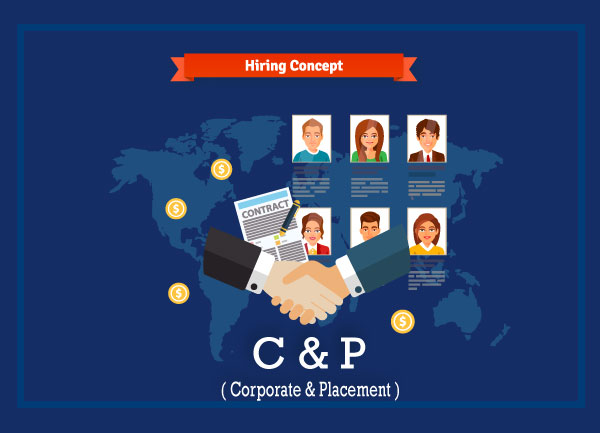 Hiring Concept
CONTRACT
$
$
$
$
C & P
( Corporate & Placement )